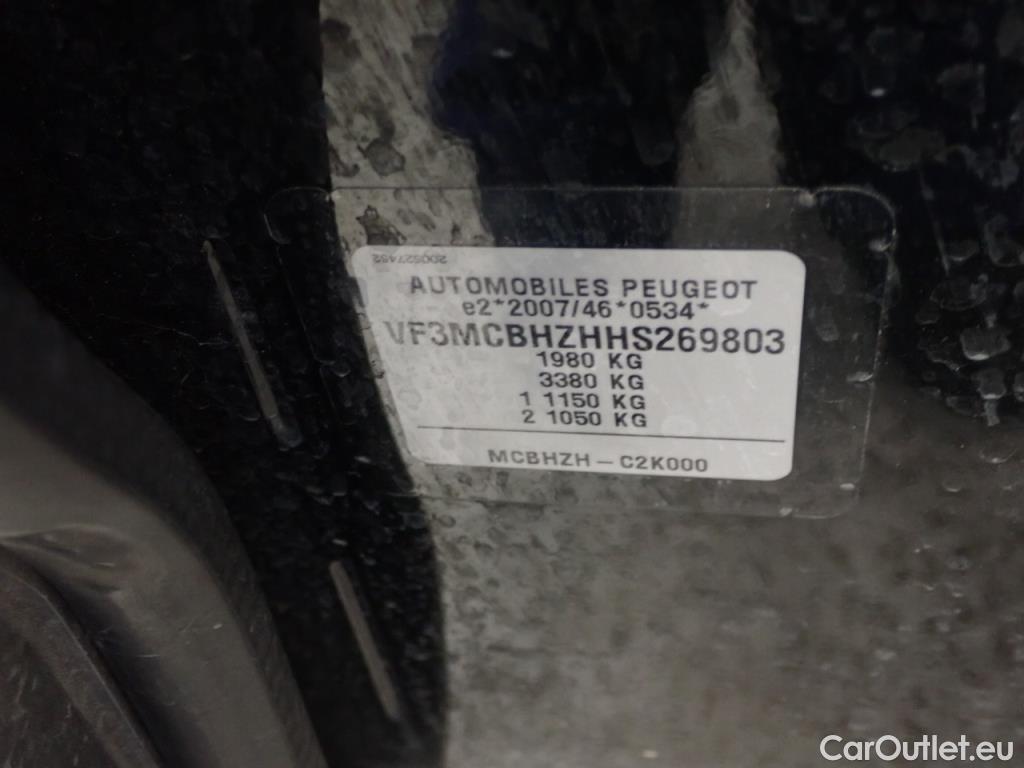 200527452
AUTOMOBILES PEUGEOT
e2*2007/46*0534*
VF3MCBHZHHS269803
1980 KG
3380 KG
1 1150 KG
2 1050 KG
MCBHZH – C2K000
CarOutlet.eu